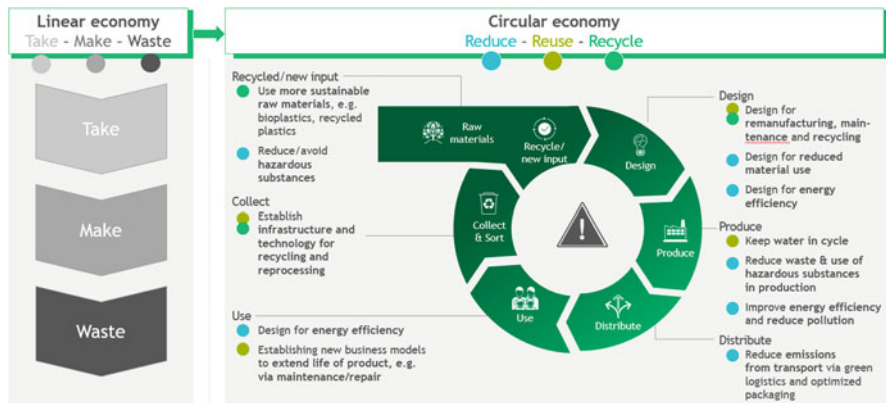 Linear economy
Take - Make - Waste
Circular economy
Reduce - Reuse - Recycle
Take
Make
Waste
Recycled/new input
Use more sustainable
raw materials, e.g.
bioplastics, recycled
plastics
Reduce/avoid
hazardous
substances
Collect
Establish
infrastructure and
technology for
recycling and
reprocessing
Use
Design for energy efficiency
Establishing new business models
to extend life of product, e.g.
via maintenance/repair
Raw
materials
Recycle/
new input
Design
Produce
Distribute
Use
Collect
& Sort
Design
Design for
remanufacturing, main-
tenance and recycling
Design for reduced
material use
Design for energy
efficiency
Produce
Keep water in cycle
Reduce waste & use of
hazardous substances
in production
Improve energy efficiency
and reduce pollution
Distribute
Reduce emissions
from transport via green
logistics and optimized
packaging